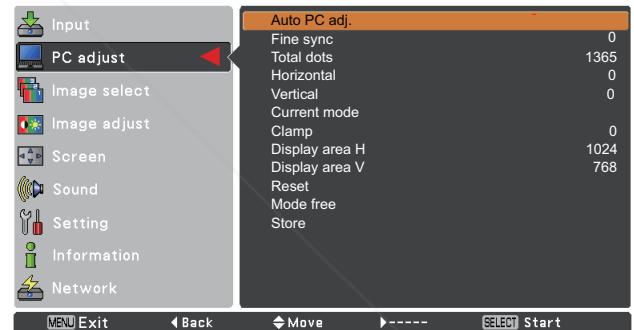 Input
PC adjust
Image select
Image adjust
Screen
Sound
Setting
Information
Network
Auto PC adj.
Fine sync 0
Total dots 1365
Horizontal 0
Vertical 0
Current mode
Clamp 0
Display area H 1024
Display area V 768
Reset
Mode free
Store
MENU Exit Back Move ----- SELECT Start